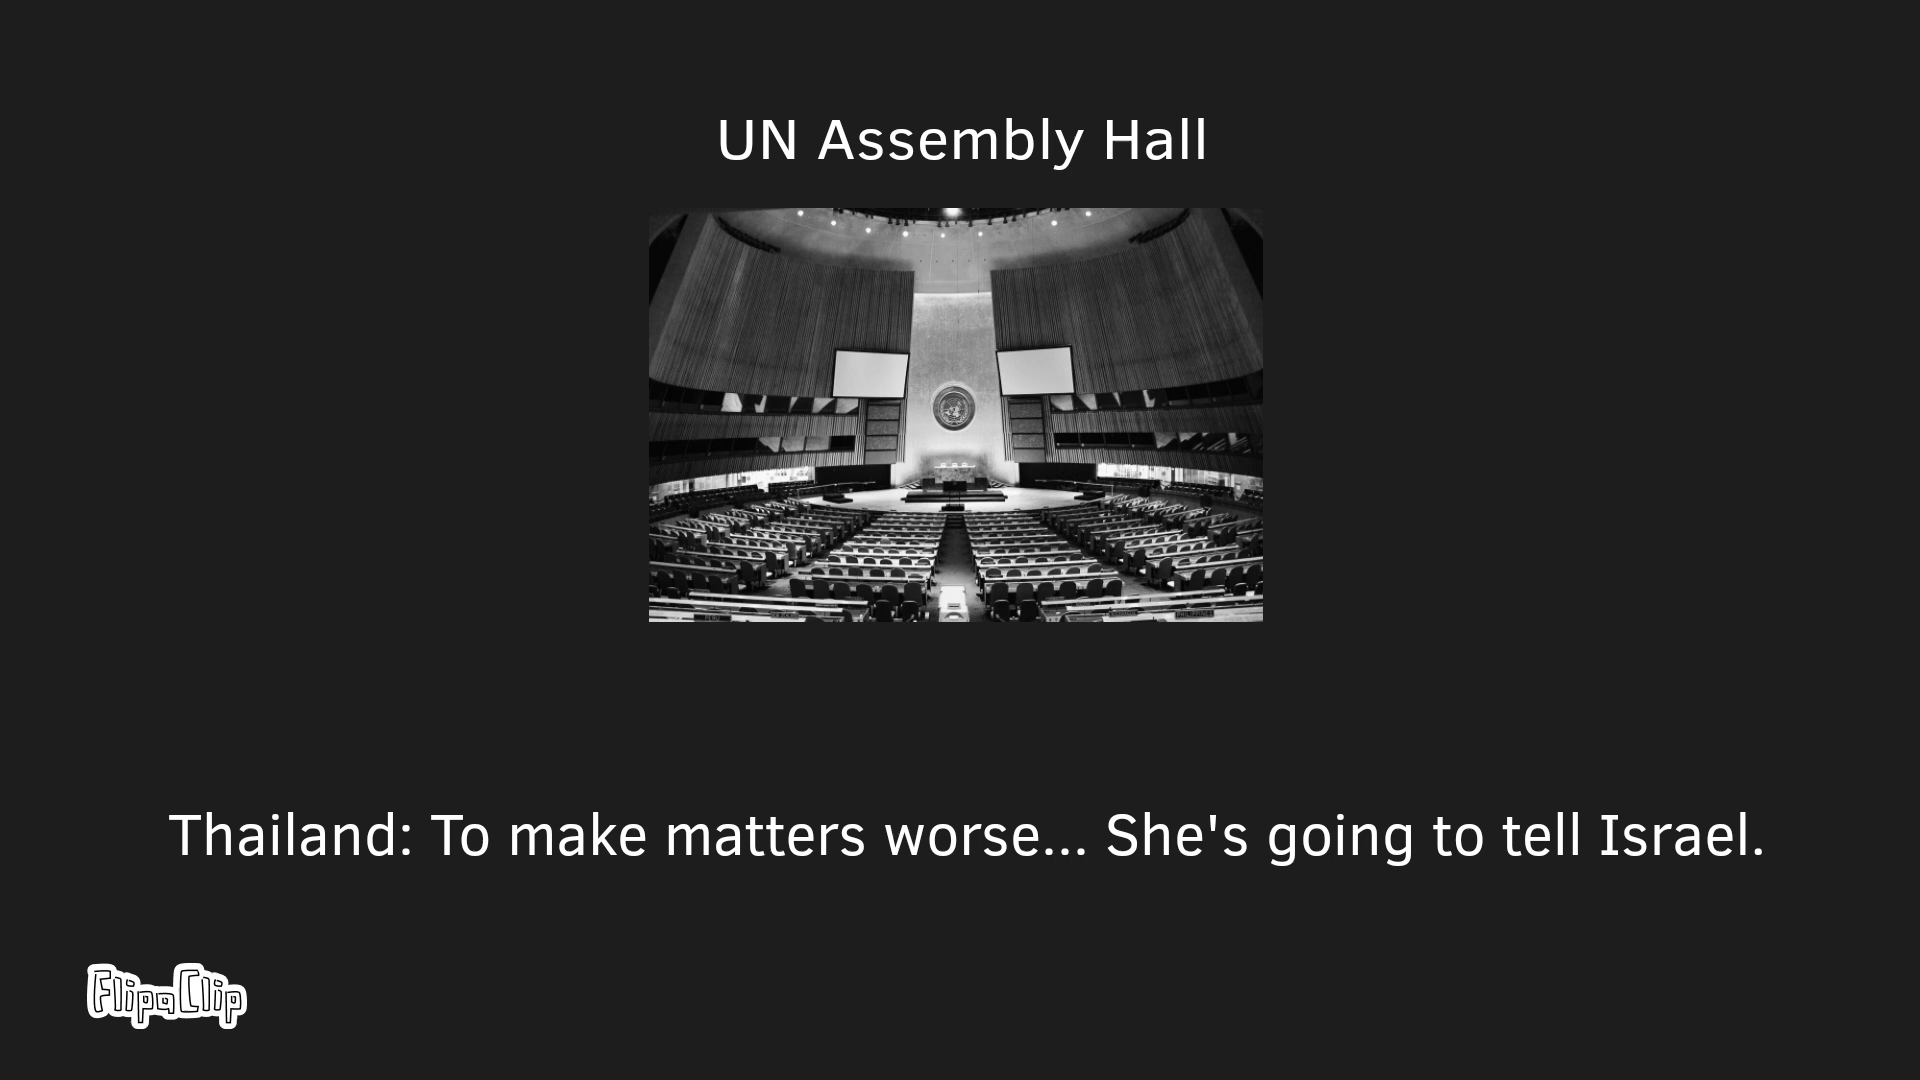 UN Assembly Hall
Thailand: To make matters worse... She's going to tell Israel.
FlipaClip